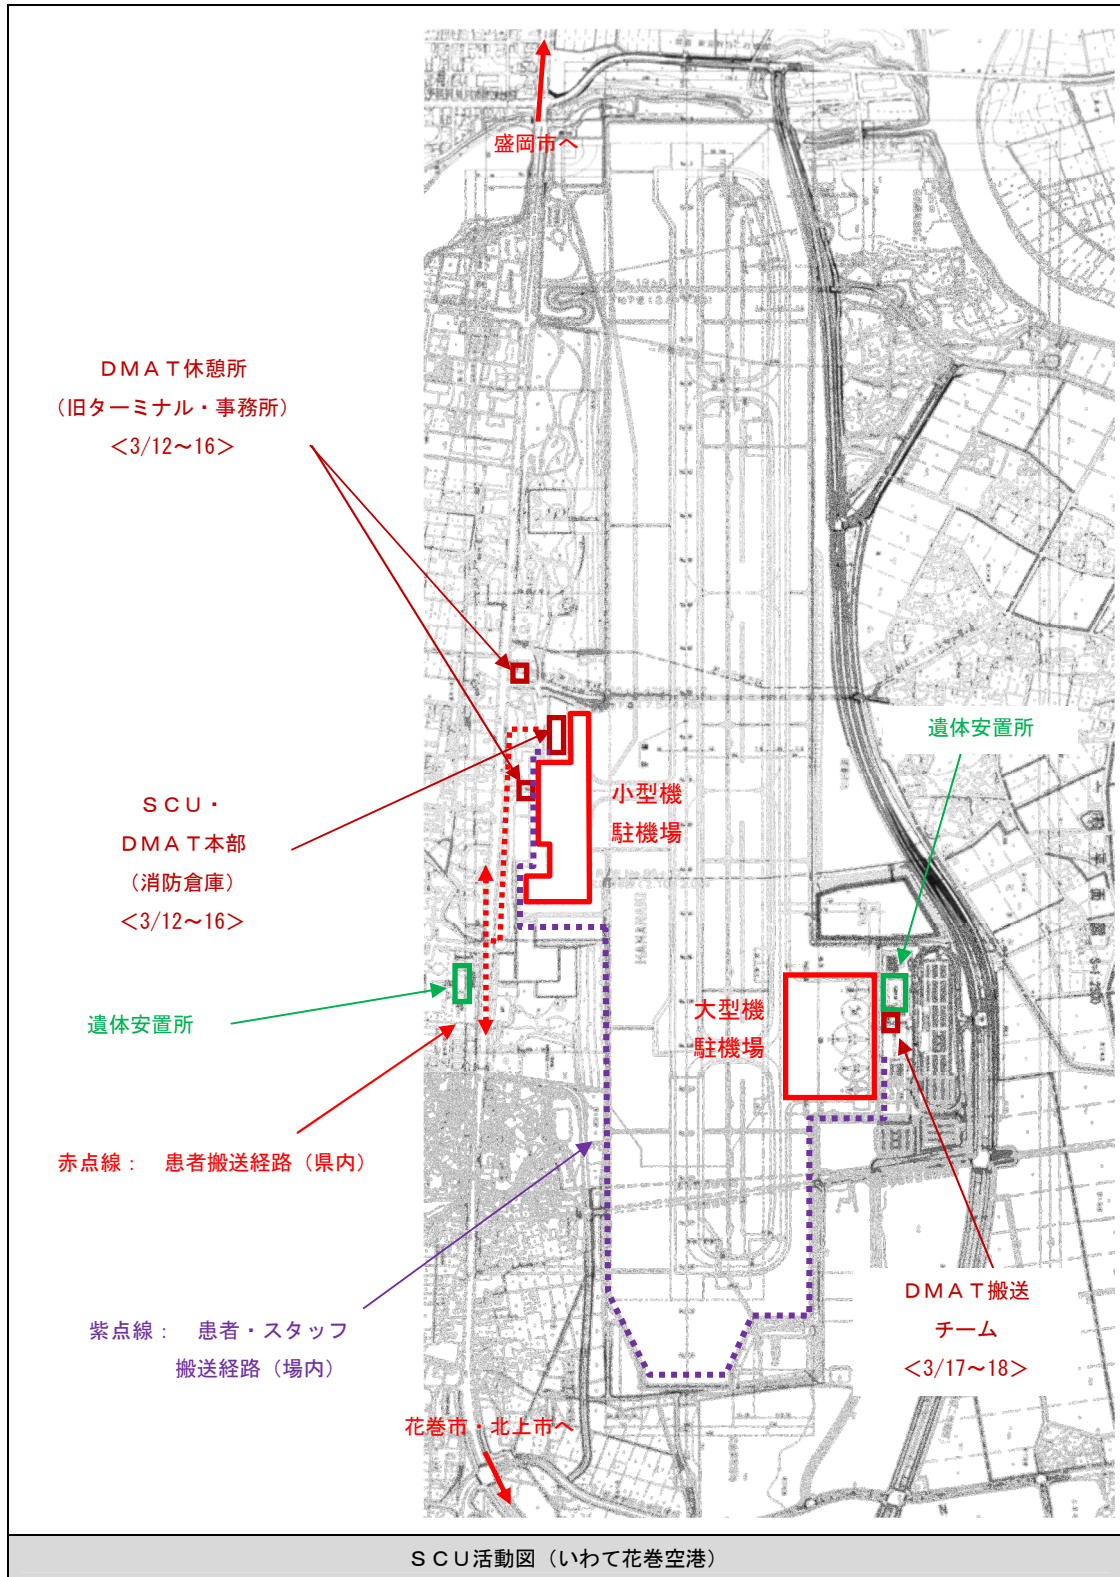 盛岡市へ
ＤＭＡＴ休憩所
（旧ターミナル・事務所）
＜3/12～16＞
遺体安置所
小型機
駐機場
ＳＣＵ・
ＤＭＡＴ本部
（消防倉庫）
＜3/12～16＞
大型機
駐機場
遺体安置所
赤点線： 患者搬送経路（県内）
ＤＭＡＴ搬送
チーム
＜3/17～18＞
紫点線： 患者・スタッフ
搬送経路（場内）
花巻市・北上市へ
ＳＣＵ活動図（いわて花巻空港）